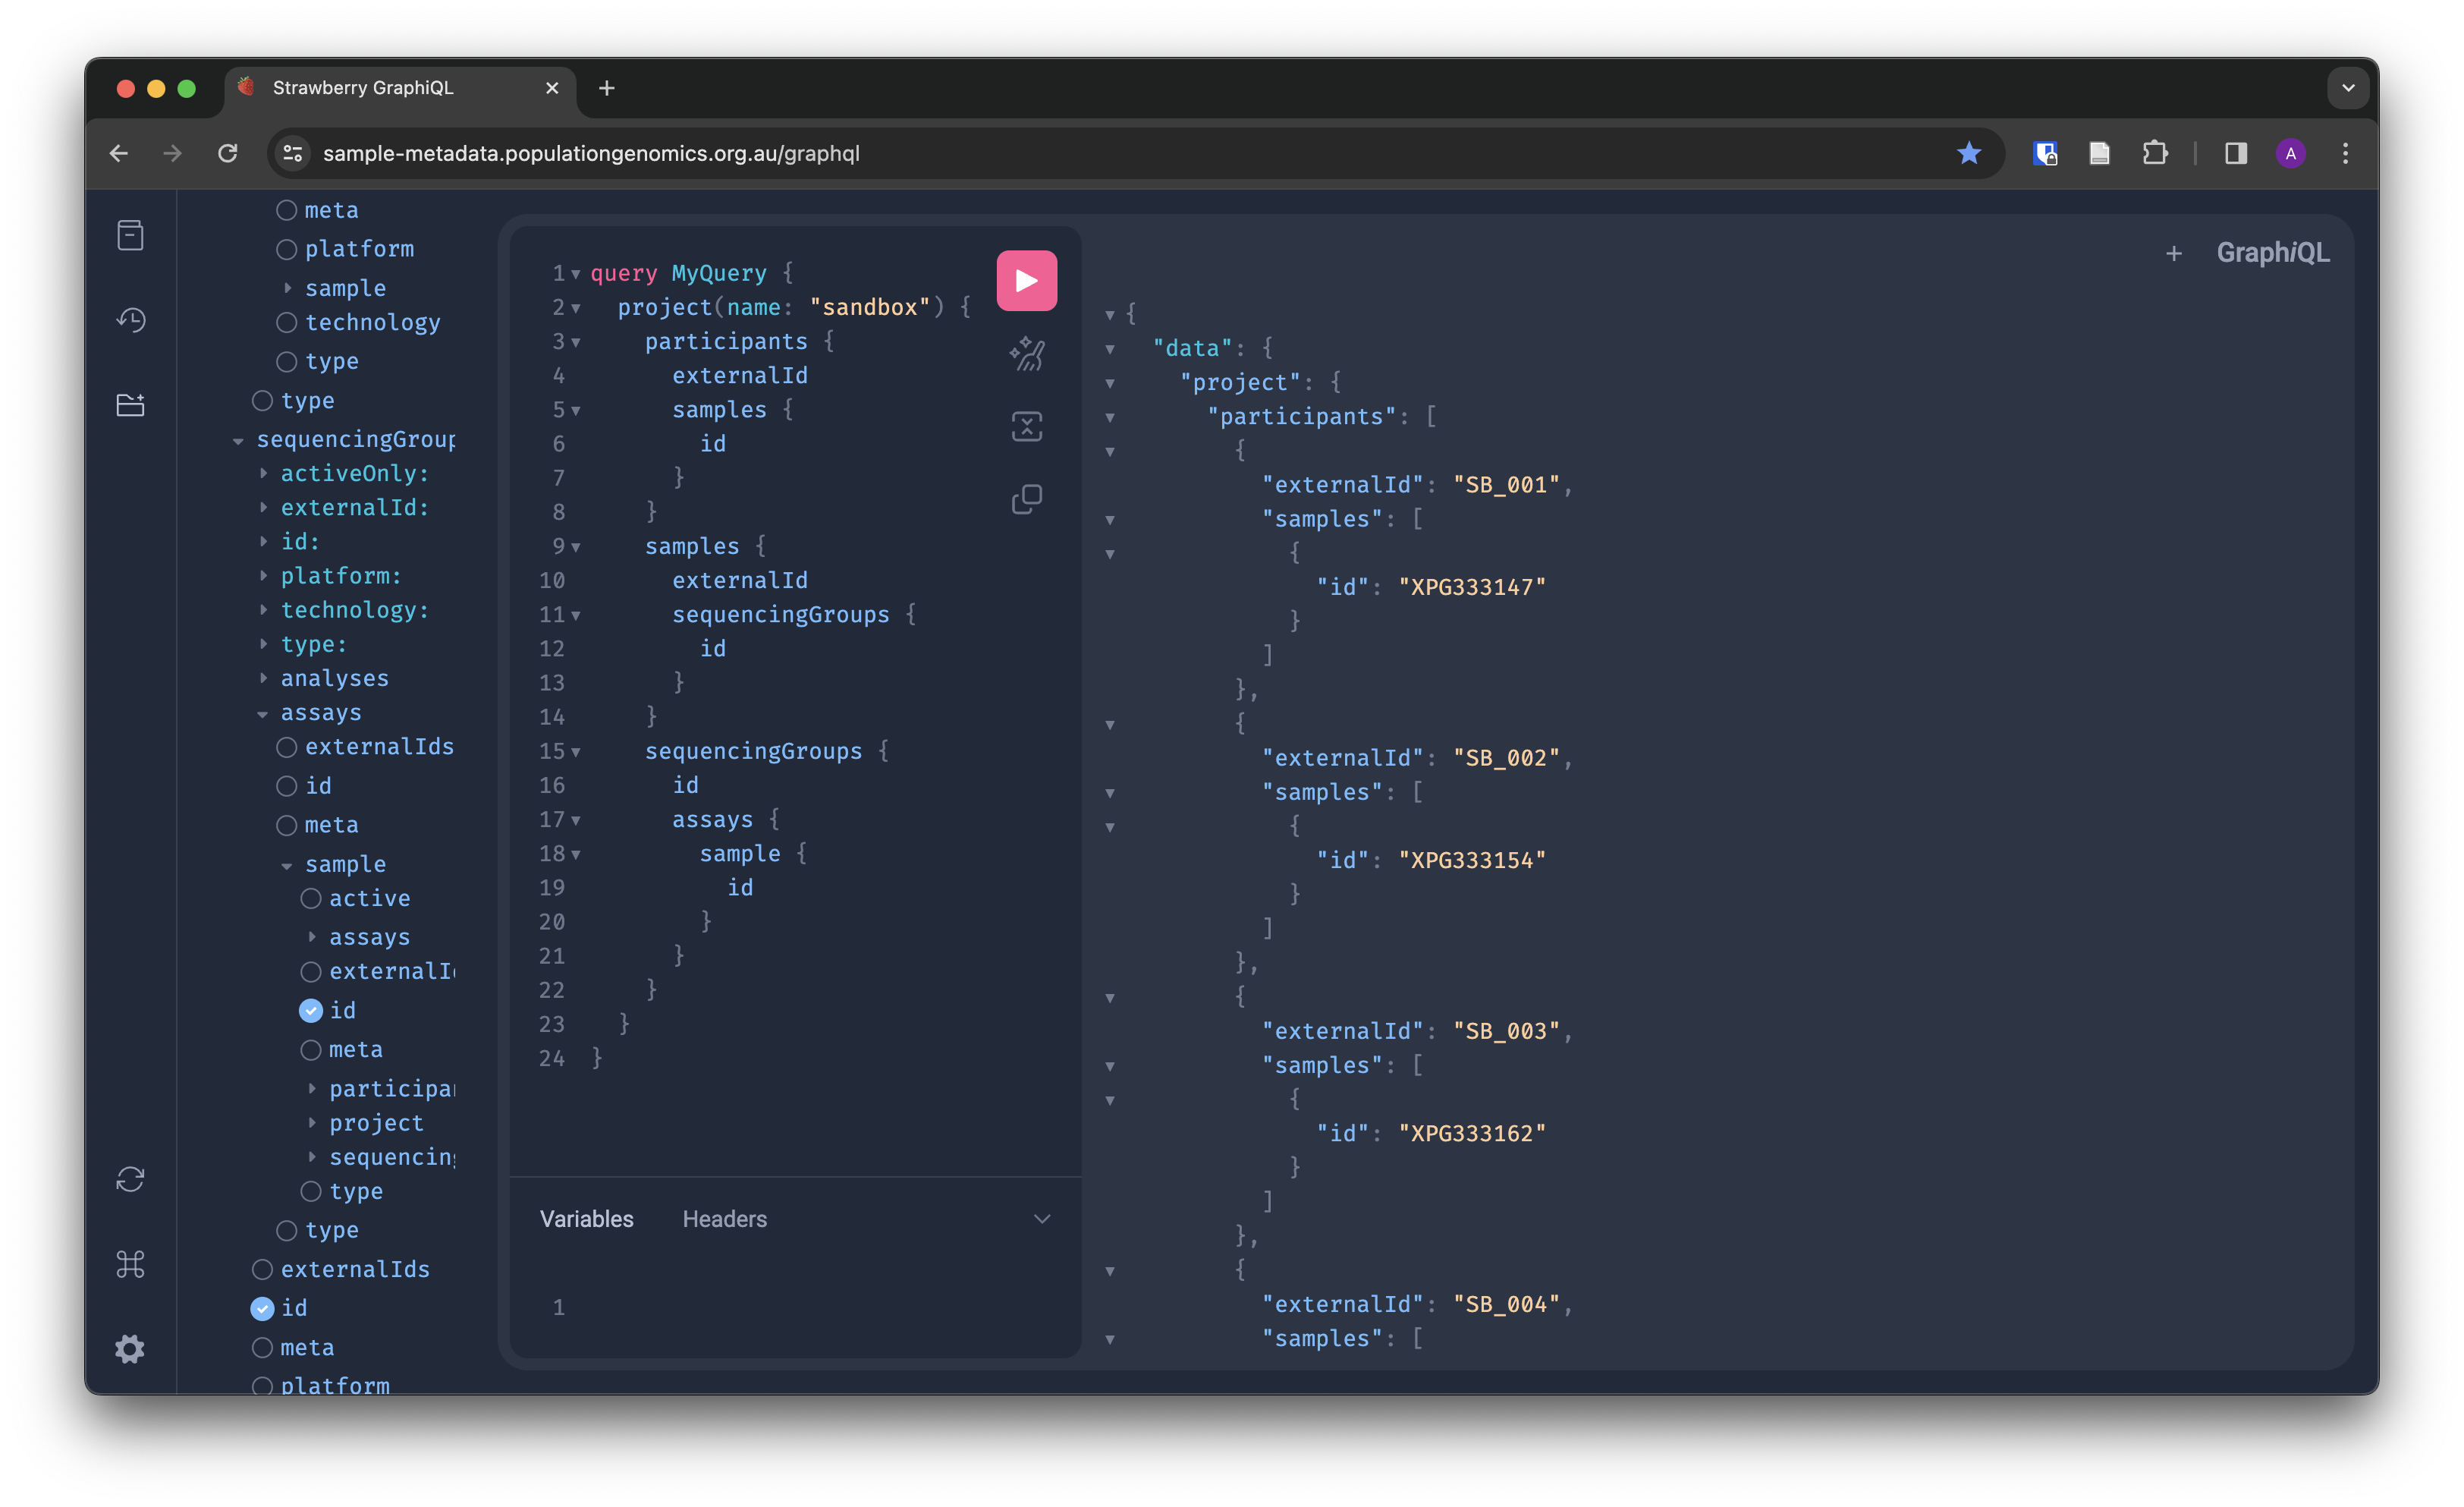 Strawberry GraphiQL
sample-metadata.populationgenomics.org.au/graphql
A
meta
platform
sample
technology
type
type
sequencingGroup
activeOnly:
externalId:
id:
platform:
technology:
type:
analyses
assays
externalIds
id
meta
sample
active
assays
externalI
id
meta
participa
project
sequencin
type
type
externalIds
id
meta
platform
1 query MyQuery {
2 project(name: "sandbox") {
3 participants {
4 externalId
5 samples {
6 id
7 }
8 }
9 samples {
10 externalId
11 sequencingGroups {
12 id
13 }
14 }
15 sequencingGroups {
16 id
17 assays {
18 sample {
19 id
20 }
21 }
22 }
23 }
24 }
Variables Headers
1
GraphiQL
{
"data": {
"project": {
"participants": [
{
"externalId": "SB_001",
"samples": [
{
"id": "XPG333147"
}
]
},
{
"externalId": "SB_002",
"samples": [
{
"id": "XPG333154"
}
]
},
{
"externalId": "SB_003",
"samples": [
{
"id": "XPG333162"
}
]
},
{
"externalId": "SB_004",
"samples": [